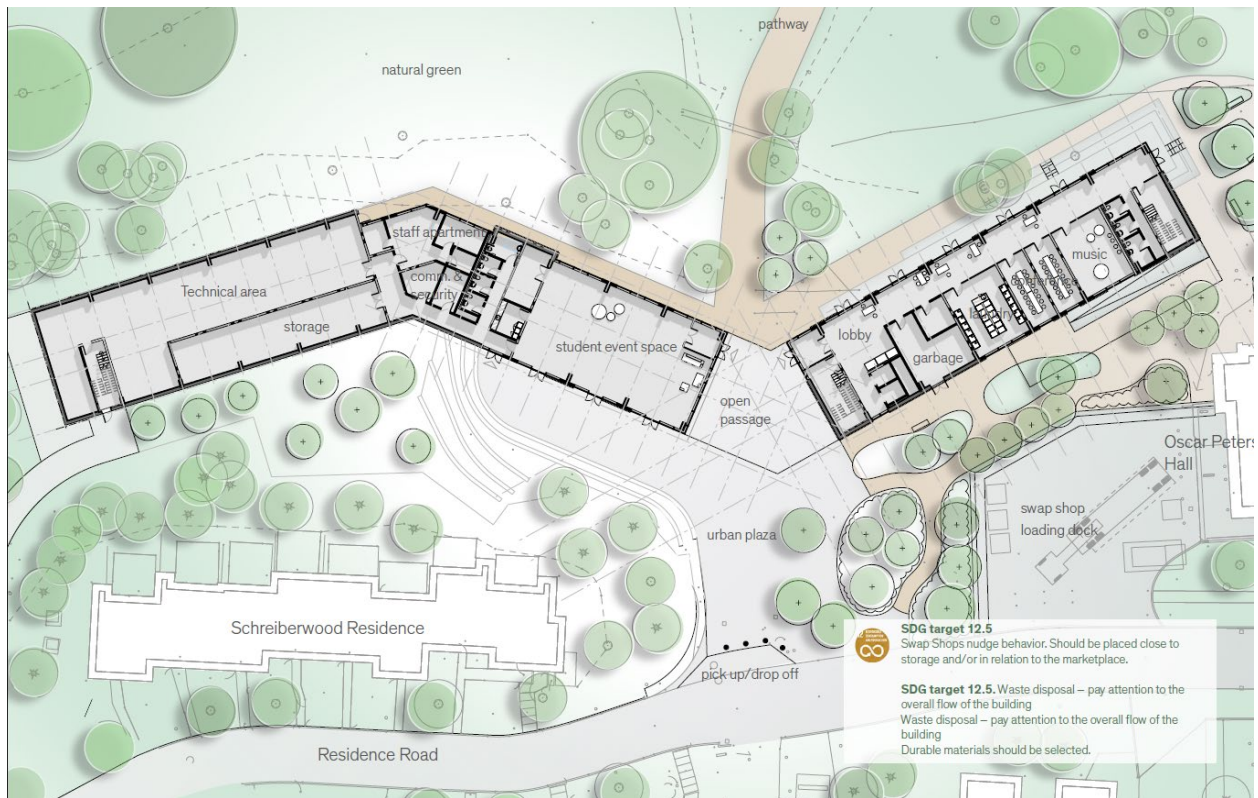 pathway
natural green
staff apartment
music
comm. &
security
Technical area
storage
lobby
laundry
student event space
garbage
open
passage
Oscar Peters
Hall
swap shop
loading dock
urban plaza
Schreiberwood Residence
SDG target 12.5
Swap Shops nudge behavior. Should be placed close to
storage and/or in relation to the marketplace.
pick up/drop off
SDG target 12.5. Waste disposal – pay attention to the
overall flow of the building
Waste disposal – pay attention to the overall flow of the
building
Durable materials should be selected.
Residence Road